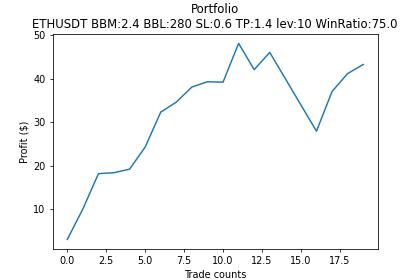 Portfolio
ETHUSDT BBM:2.4 BBL:280 SL:0.6 TP:1.4 lev:10 WinRatio:75.0
50
40
30
20
10
Profit ($)
0.0 2.5 5.0 7.5 10.0 12.5 15.0 17.5
Trade counts